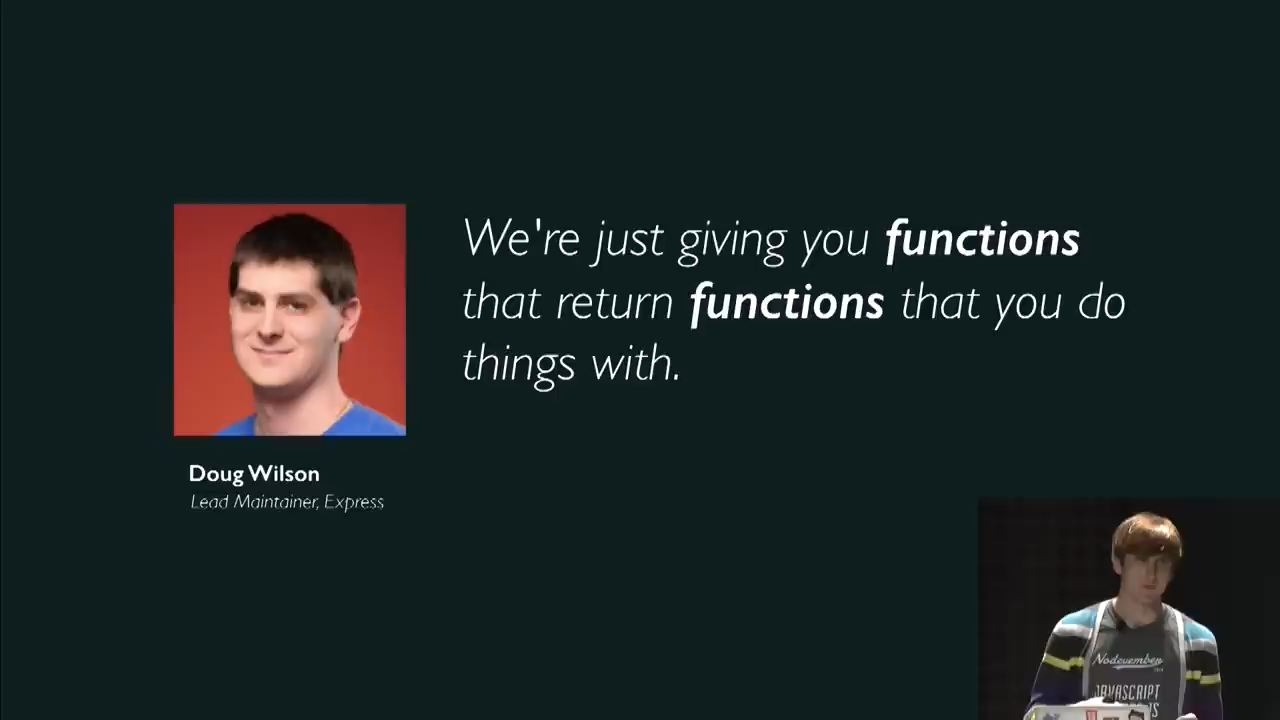 We're just giving you functions
that return functions that you do
things with.
Doug Wilson
Lead Maintainer, Express
Nodevember
JAVASCRIPT